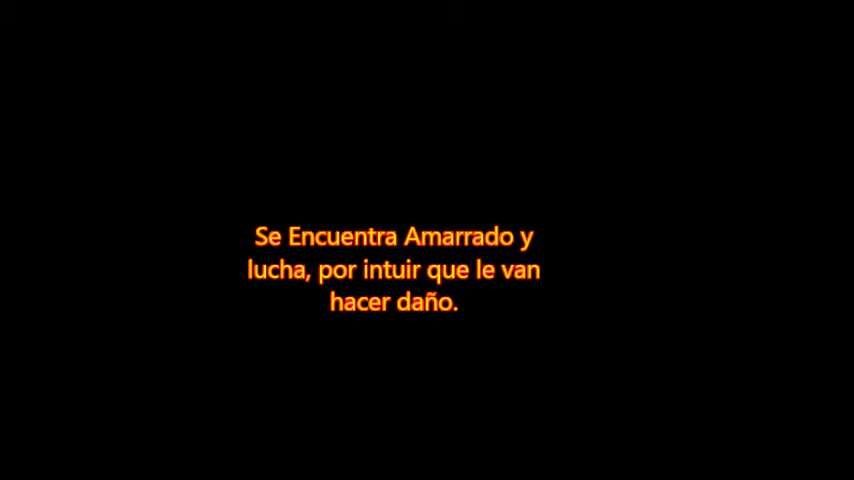 Se Encuentra Amarrado y
lucha, por intuir que le van
hacer daño.